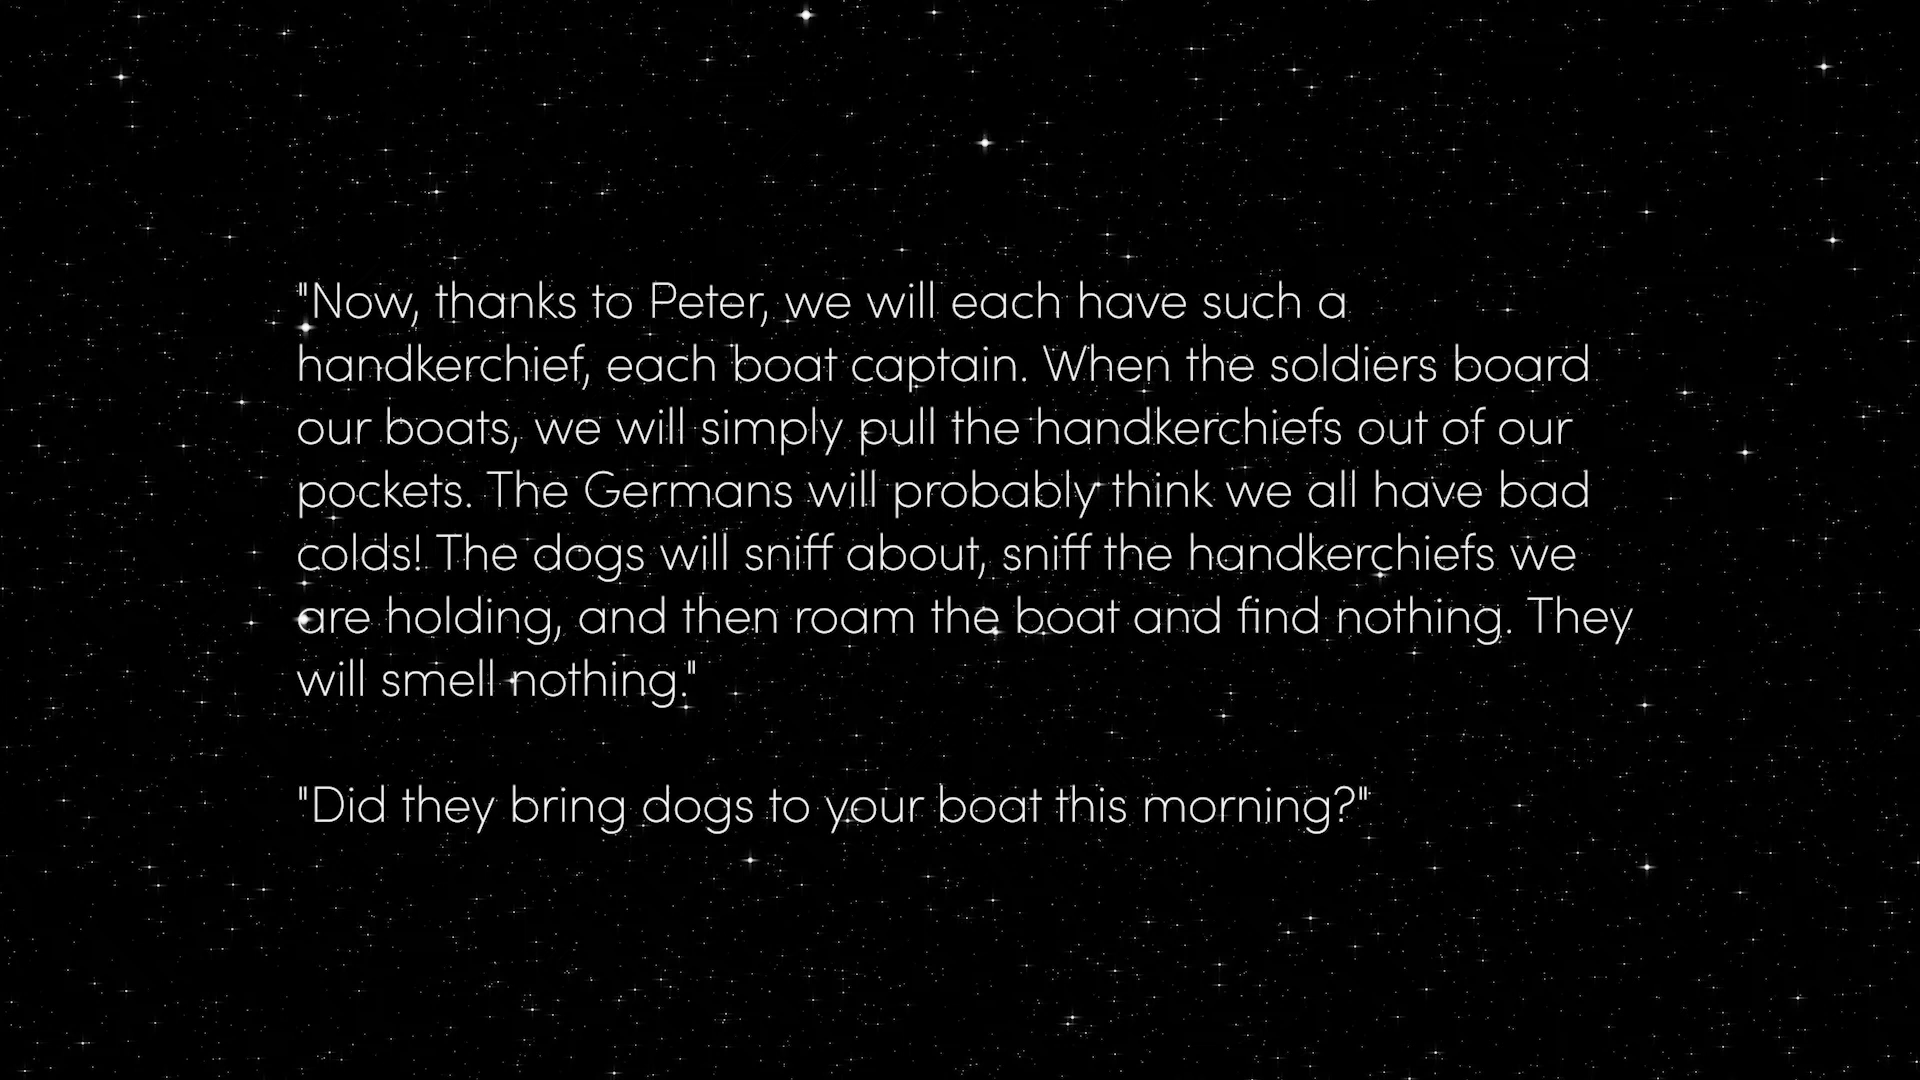 "Now, thanks to Peter, we will each have such a
handkerchief, each boat captain. When the soldiers board
our boats, we will simply pull the handkerchiefs out of our
pockets. The Germans will probably think we all have bad
colds! The dogs will sniff about, sniff the handkerchiefs we
are holding, and then roam the boat and find nothing. They
will smell nothing."
"Did they bring dogs to your boat this morning?"